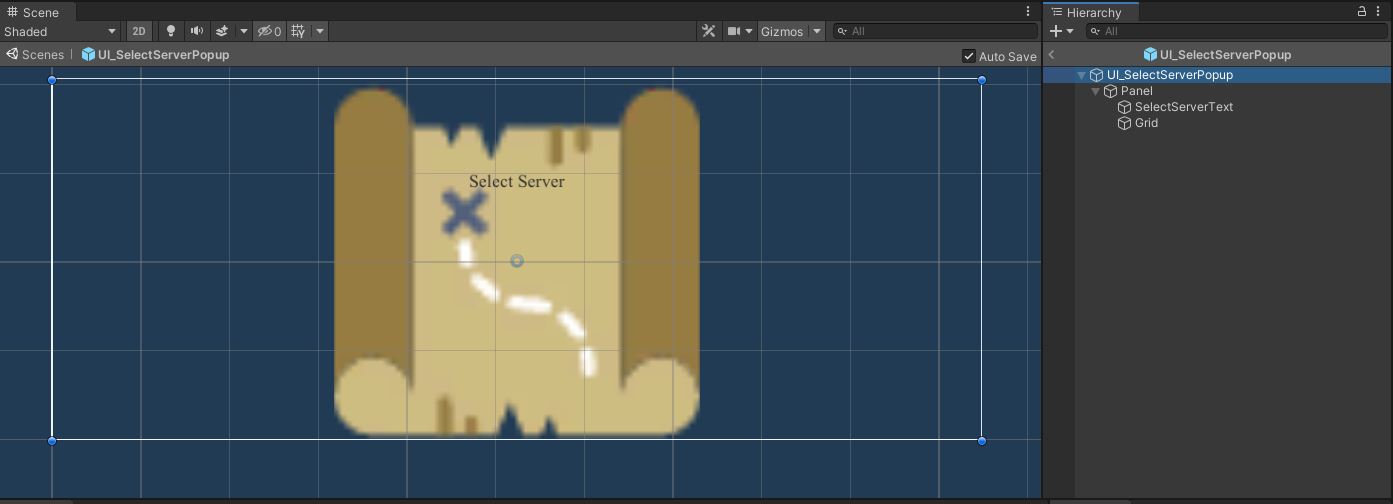 Scene
Shaded
2D
0
Gizmos
All
Scenes
UI_SelectServerPopup
Auto Save
Select Server
Hierarchy
All
UI_SelectServerPopup
UI_SelectServerPopup
Panel
SelectServerText
Grid